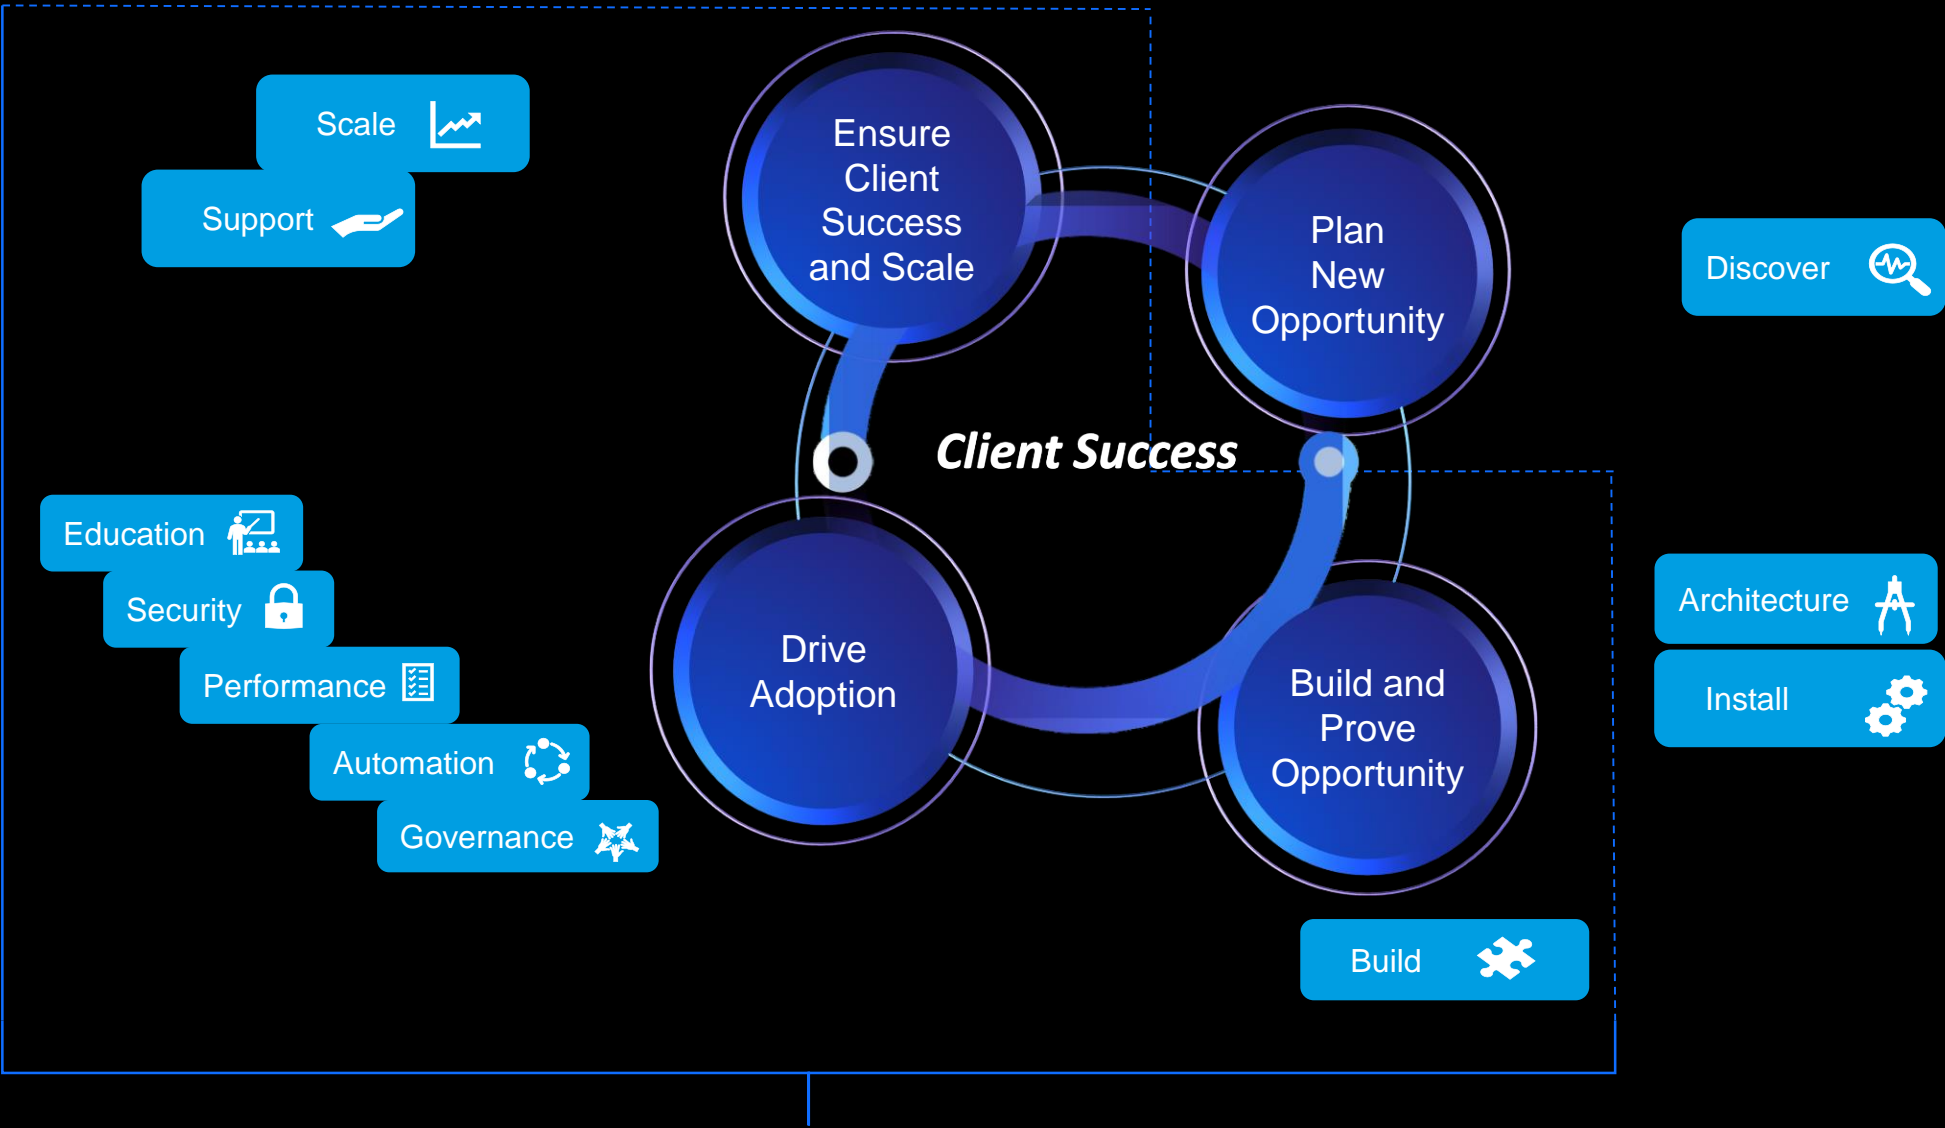 Scale
Support
Ensure
Client
Success
and Scale
Plan
New
Opportunity
Discover
Client Success
Education
Security
Performance
Automation
Governance
Drive
Adoption
Build and
Prove
Opportunity
Architecture
Install
Build